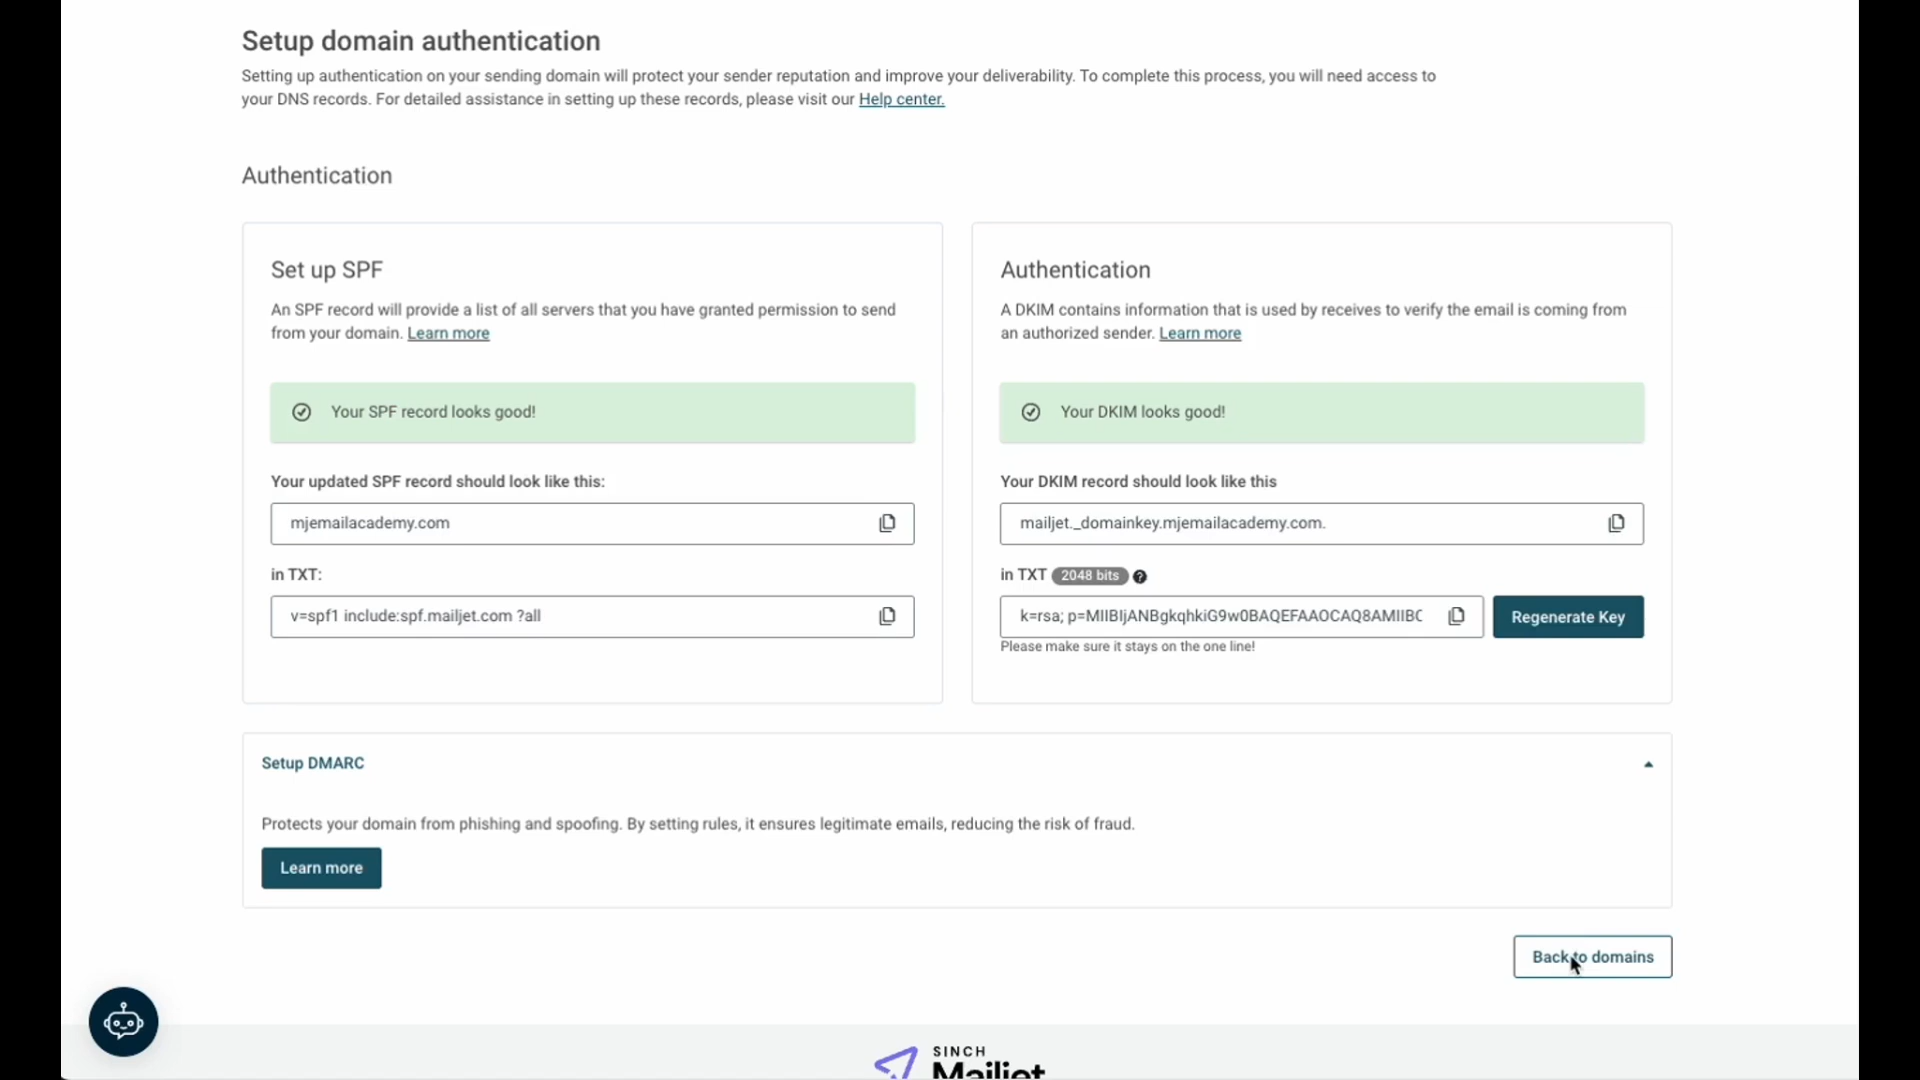 Setup domain authentication
Setting up authentication on your sending domain will protect your sender reputation and improve your deliverability. To complete this process, you will need access to
your DNS records. For detailed assistance in setting up these records, please visit our Help center.
Authentication
Set up SPF
An SPF record will provide a list of all servers that you have granted permission to send
from your domain. Learn more
Your SPF record looks good!
Your updated SPF record should look like this:
mjemailacademy.com
in TXT:
v=spf1 include:spf.mailjet.com ?all
Authentication
A DKIM contains information that is used by receives to verify the email is coming from
an authorized sender. Learn more
Your DKIM looks good!
Your DKIM record should look like this
mailjet._domainkey.mjemailacademy.com.
in TXT 2048 bits ?
k=rsa; p=MIIBIjANBgkqhkiG9w0BAQEFAAOCAQ8AMIIBC
Regenerate Key
Please make sure it stays on the one line!
Setup DMARC
Protects your domain from phishing and spoofing. By setting rules, it ensures legitimate emails, reducing the risk of fraud.
Learn more
Back to domains
SINCH
Mailjet